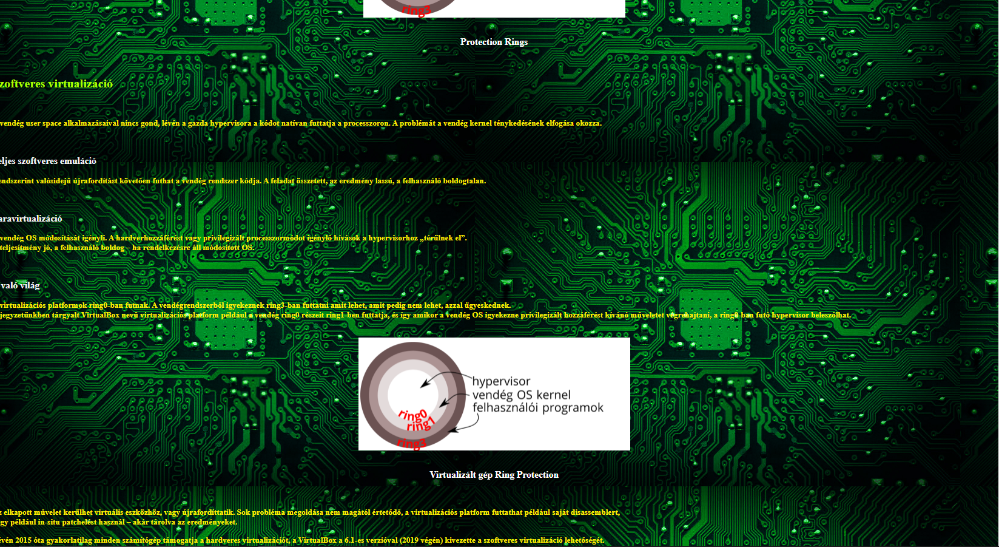 ring3
Protection Rings
zoftveres virtualizáció
vendég user space alkalmazásaival nincs gond, lévén a gazda hypervisora a kódot natívan futtatja a processzoron. A problémát a vendég kernel ténykedésének elfogása okozza.
eljes szoftveres emuláció
endszerint valósidejű újrafordítást követően futhat a vendég rendszer kódja. A feladat összetett, az eredmény lassú, a felhasználó boldogtalan.
aravirtualizáció
vendég OS módosítását igényli. A hardverhozzáférést vagy privilegizált processzormódot igénylő hívások a hypervisorhoz „térülnek el”.
teljesítmény jó, a felhasználó boldog – ha rendelkezésre áll módosított OS.
való világ
virtualizációs platformok ring0-ban futnak. A vendégrendszerből igyekeznek ring3-ban futtatni amit lehet, amit pedig nem lehet, azzal ügyeskednek.
jegyzetünkben tárgyalt VirtualBox nevű virtualizációs platform például a vendég ring0 részeit ring1-ben futtatja, és így amikor a vendég OS igyekezne privilegizált hozzáférést kívánó műveletet végrehajtani, a ring0-ban futó hypervisor beleszólhat.
hypervisor
vendég OS kernel
felhasználói programok
ring0
ring1
ring3
Virtualizált gép Ring Protection
z elkapott művelet kerülhet virtuális eszközhöz, vagy újrafordíttatik. Sok probléma megoldása nem magától értetődő, a virtualizációs platform futtathat például saját disassemblert,
gy például in-situ patchelést használ – akár tárolva az eredményeket.
évén 2015 óta gyakorlatilag minden számítógép támogatja a hardveres virtualizációt, a VirtualBox a 6.1-es verzióval (2019 végén) kivezette a szoftveres virtualizáció lehetőségét.